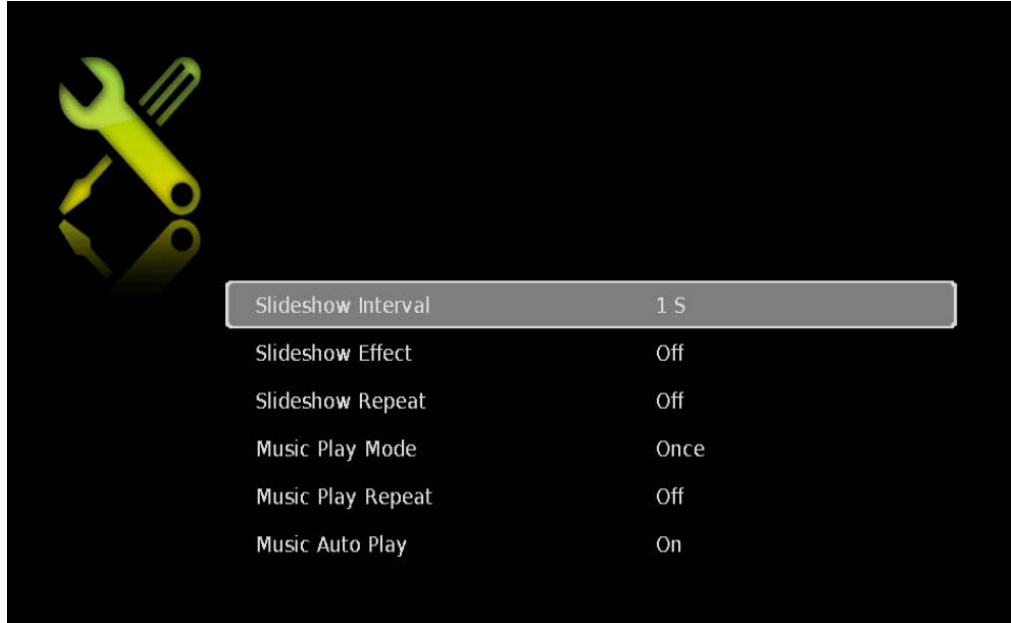 Slideshow Interval 1 S
Slideshow Effect Off
Slideshow Repeat Off
Music Play Mode Once
Music Play Repeat Off
Music Auto Play On